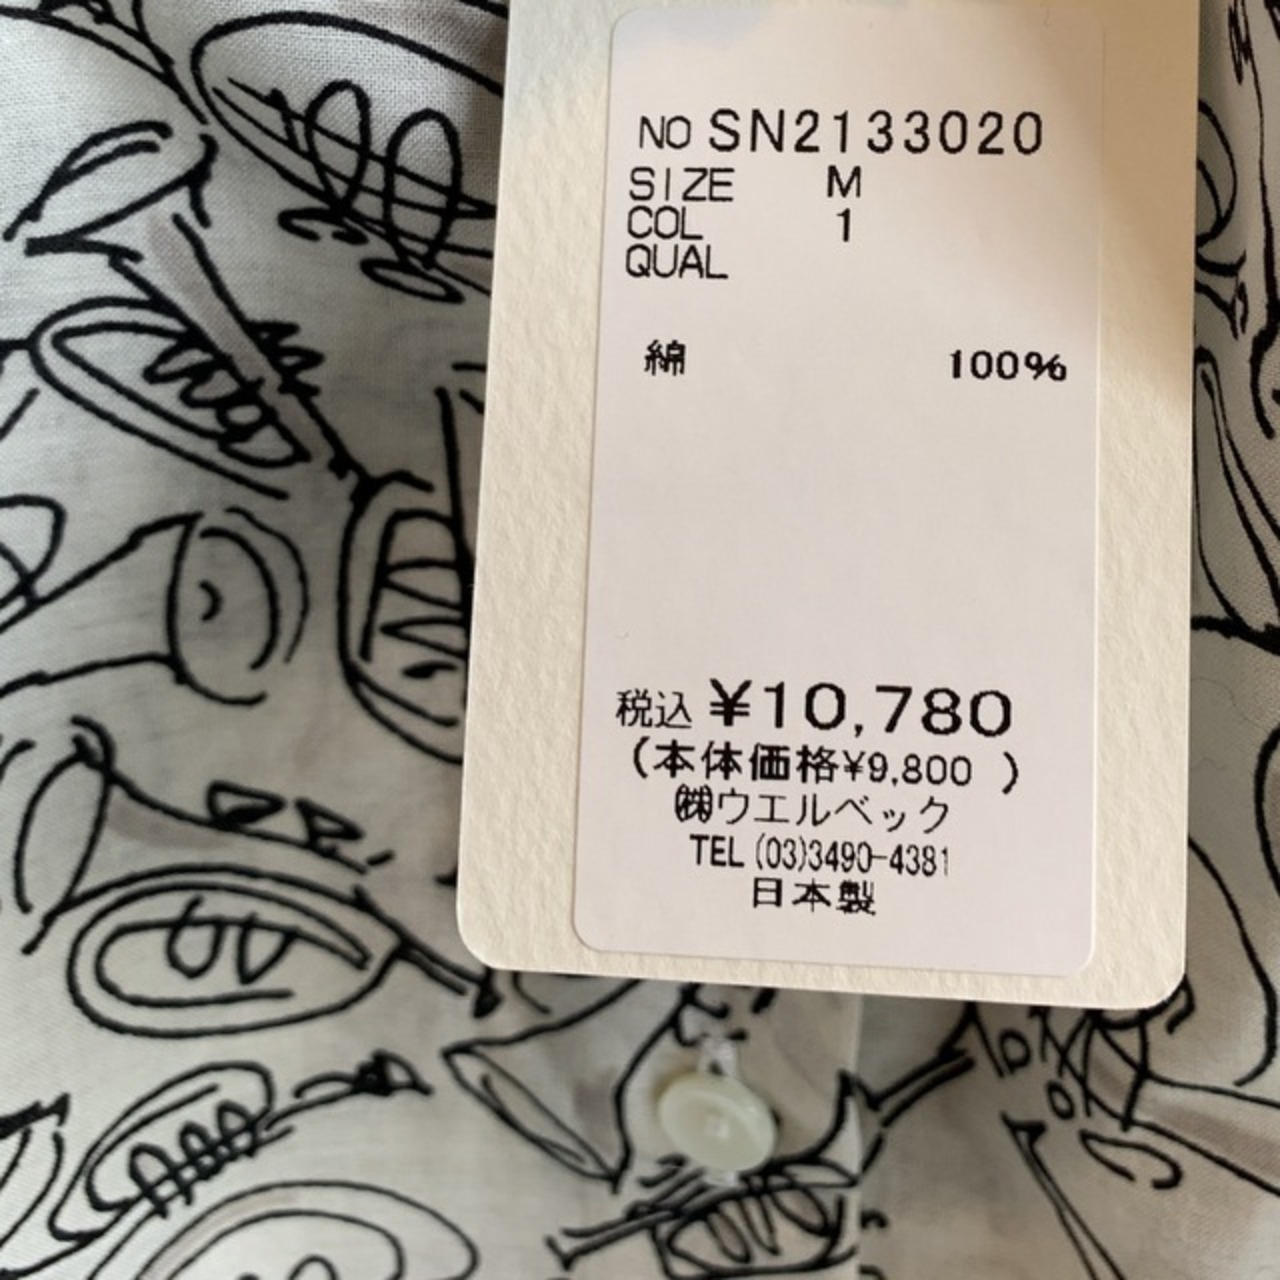 NO SN2133020
SIZE M
COL 1
QUAL
綿 100%
税込 ¥10,780
(本体価格¥9,800 )
㈱ウエルベック
TEL (03)3490-4381
日本製